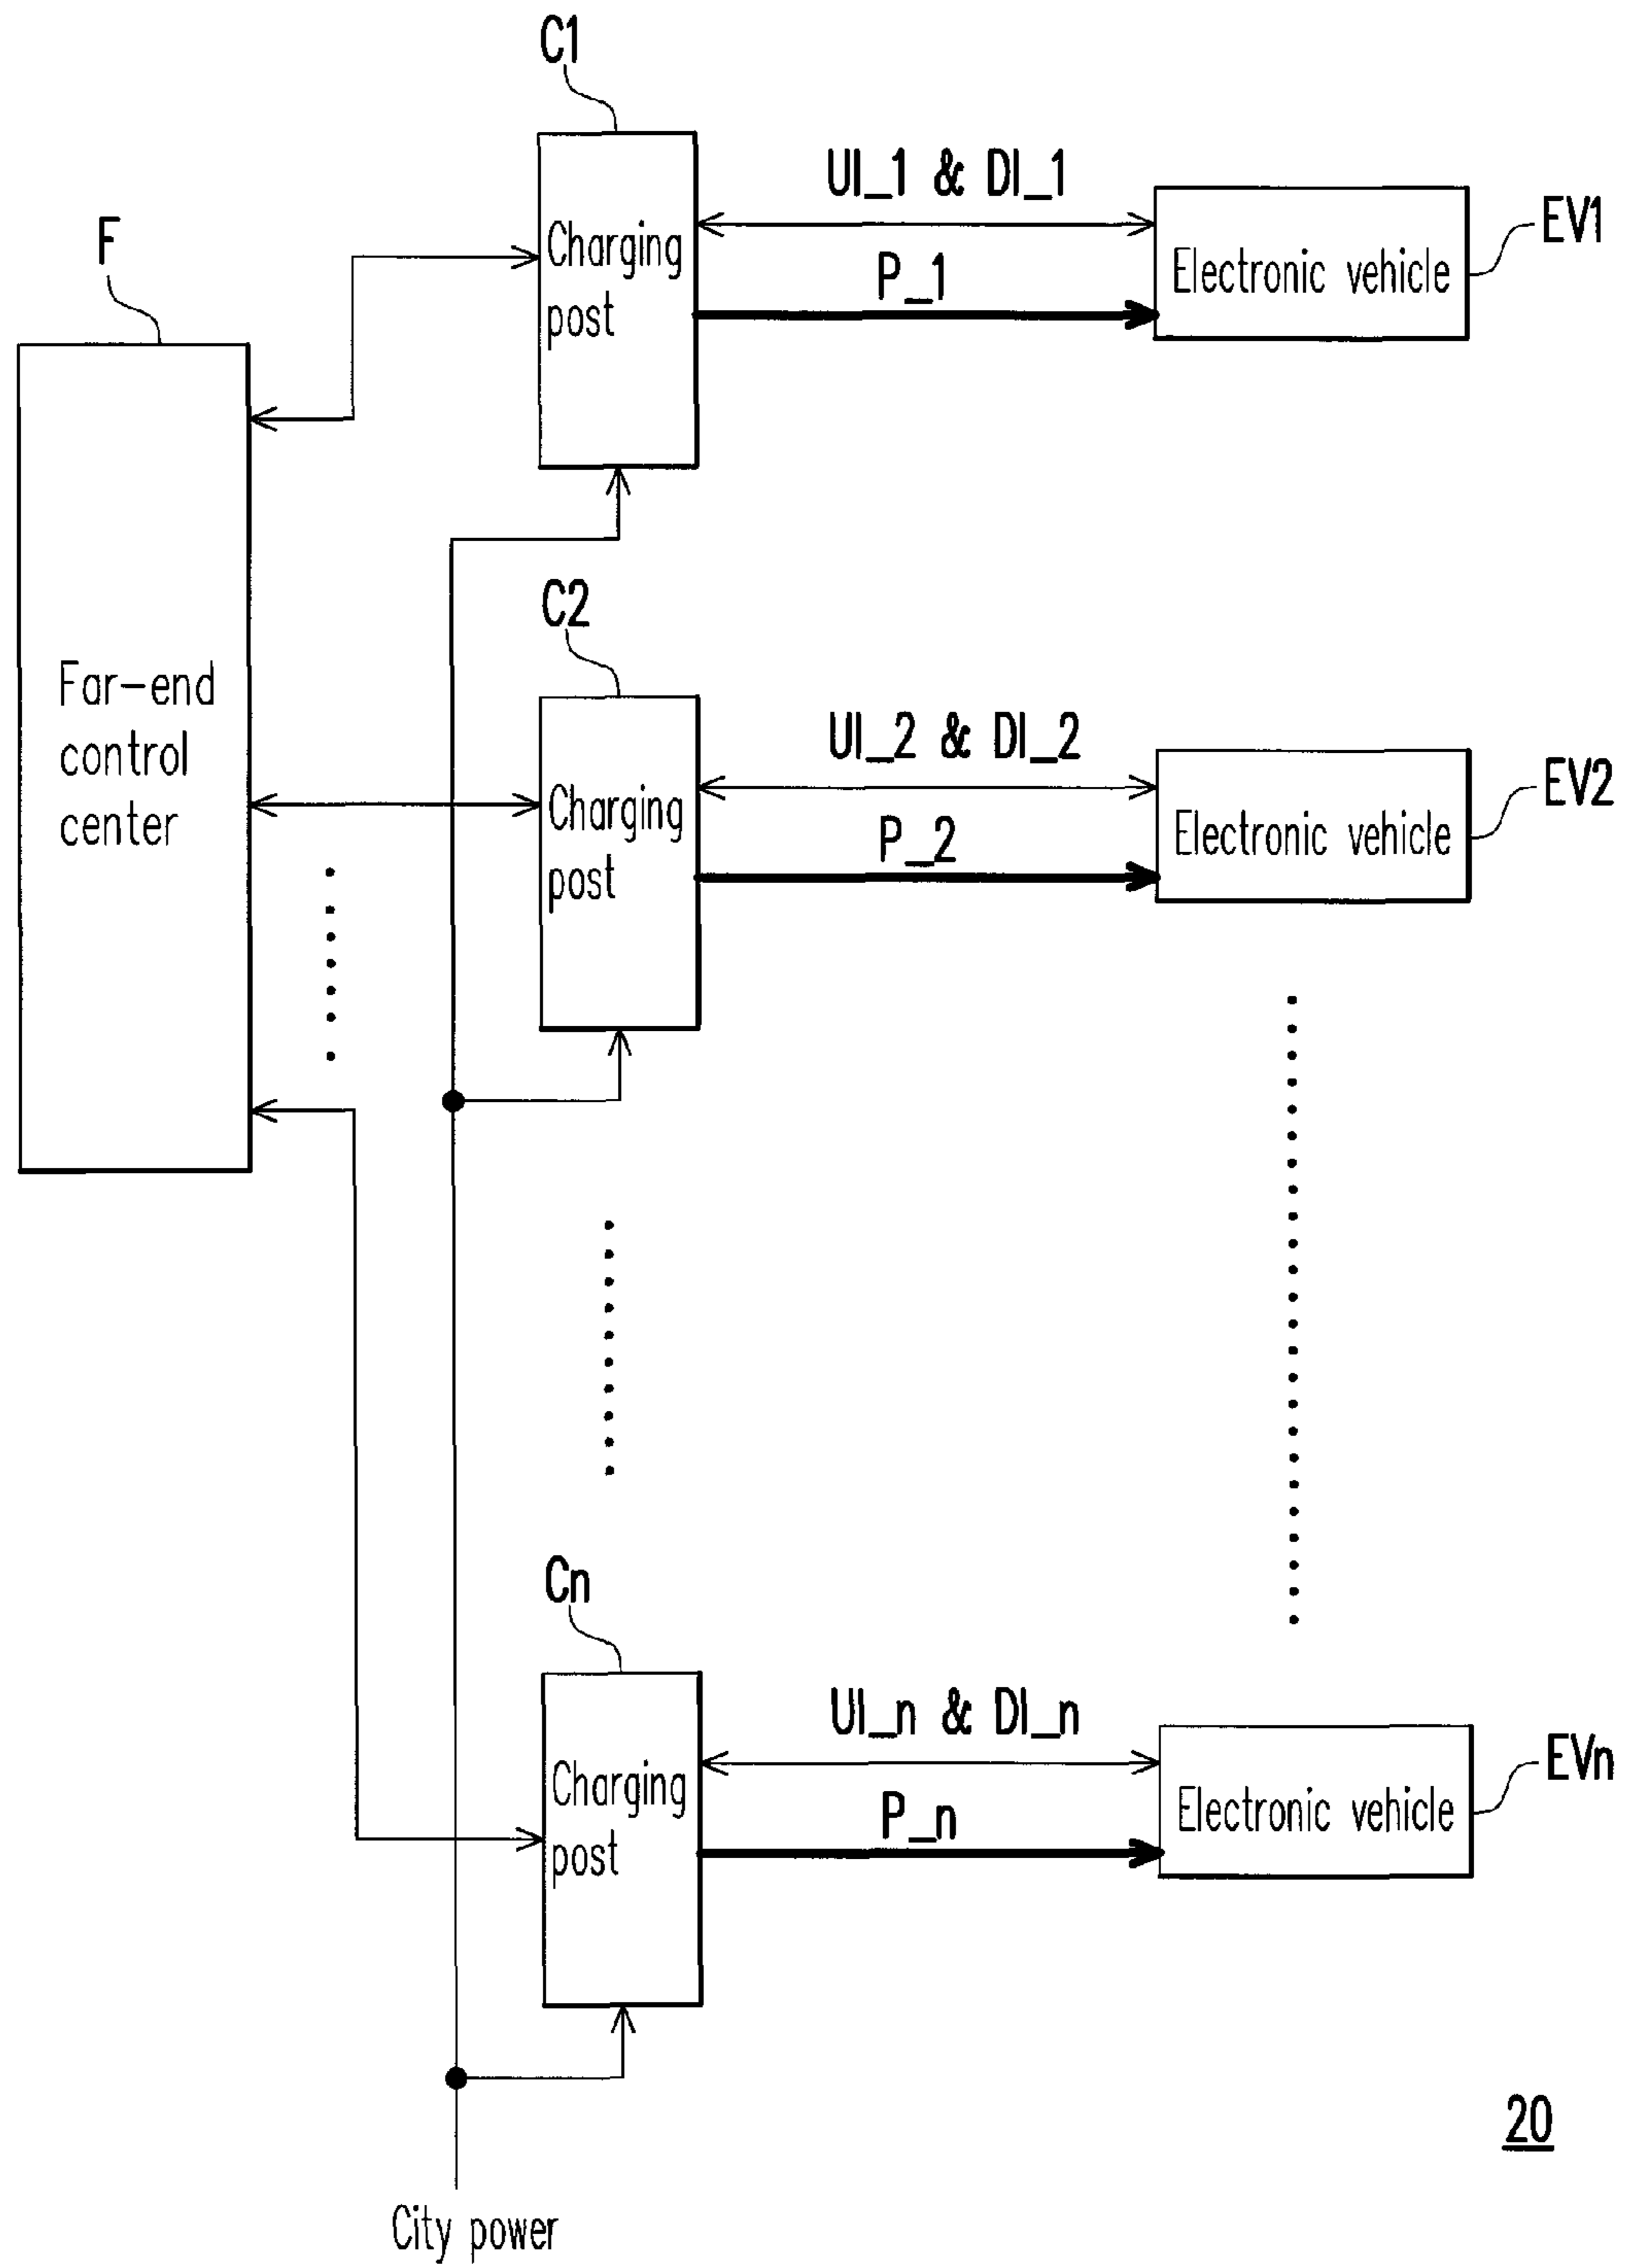 C1
UI_1 & DI_1
EV1
F
Charging
post
P_1
Electronic vehicle
C2
Far-end
control
center
UI_2 & DI_2
EV2
Charging
post
P_2
Electronic vehicle
Cn
UI_n & DI_n
EVn
Charging
post
P_n
Electronic vehicle
20
City power